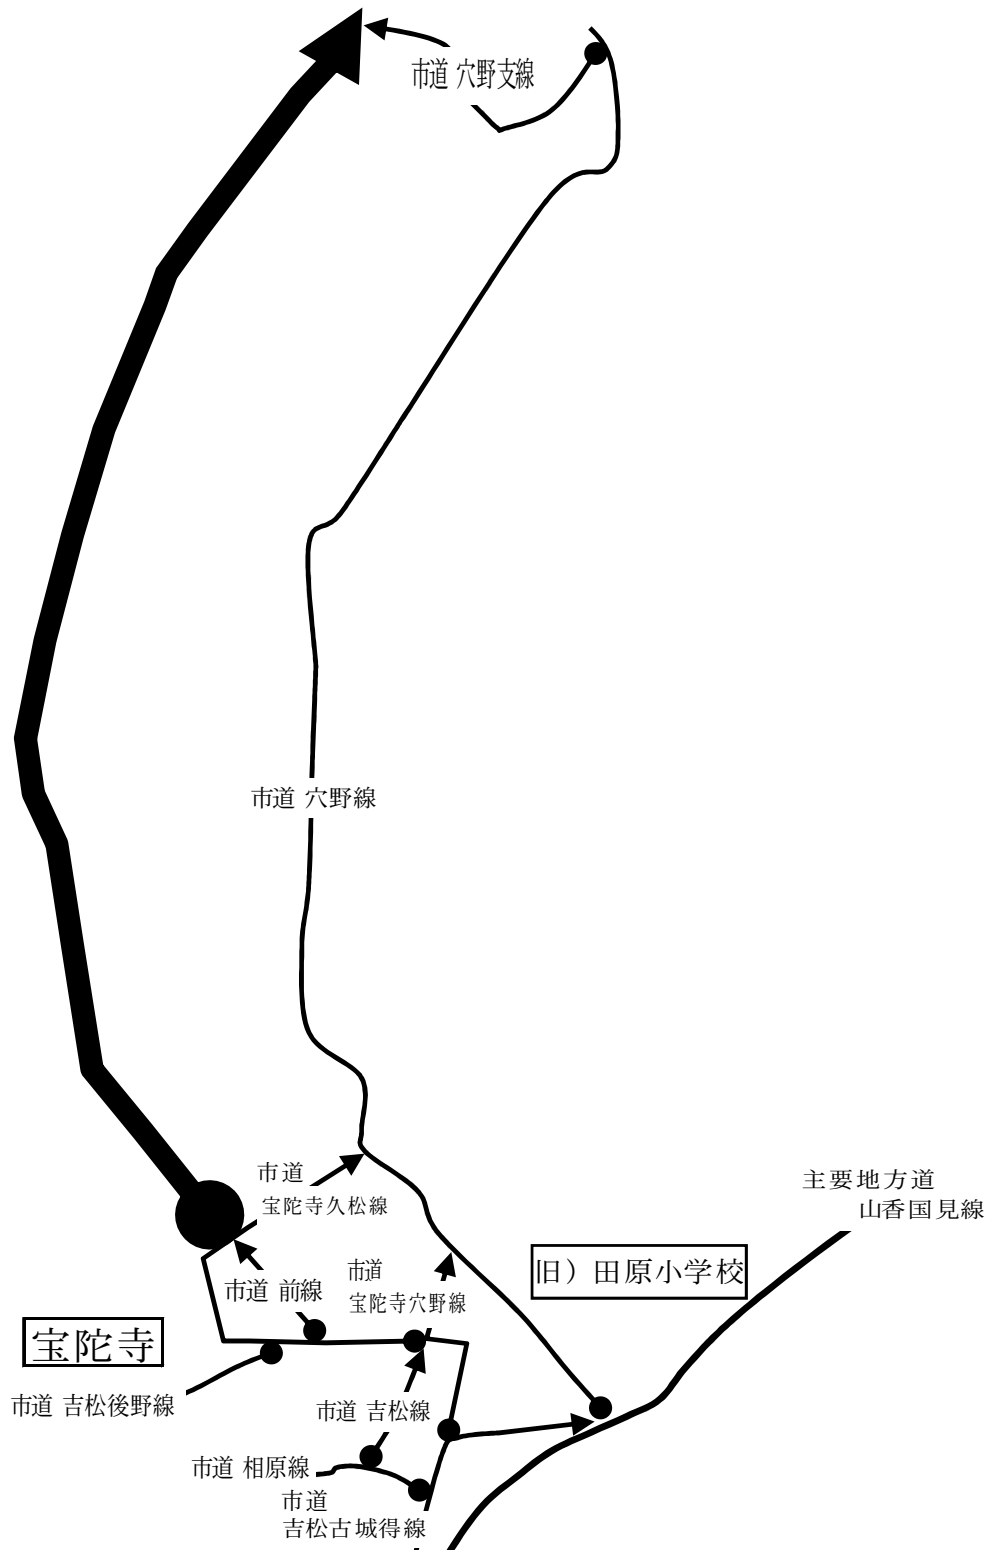 市道 穴野支線
市道 穴野線
市道
宝陀寺久松線
主要地方道
山香国見線
旧）田原小学校
市道
宝陀寺穴野線
市道 前線
宝陀寺
市道 吉松後野線
市道 吉松線
市道 相原線
市道
吉松古城得線